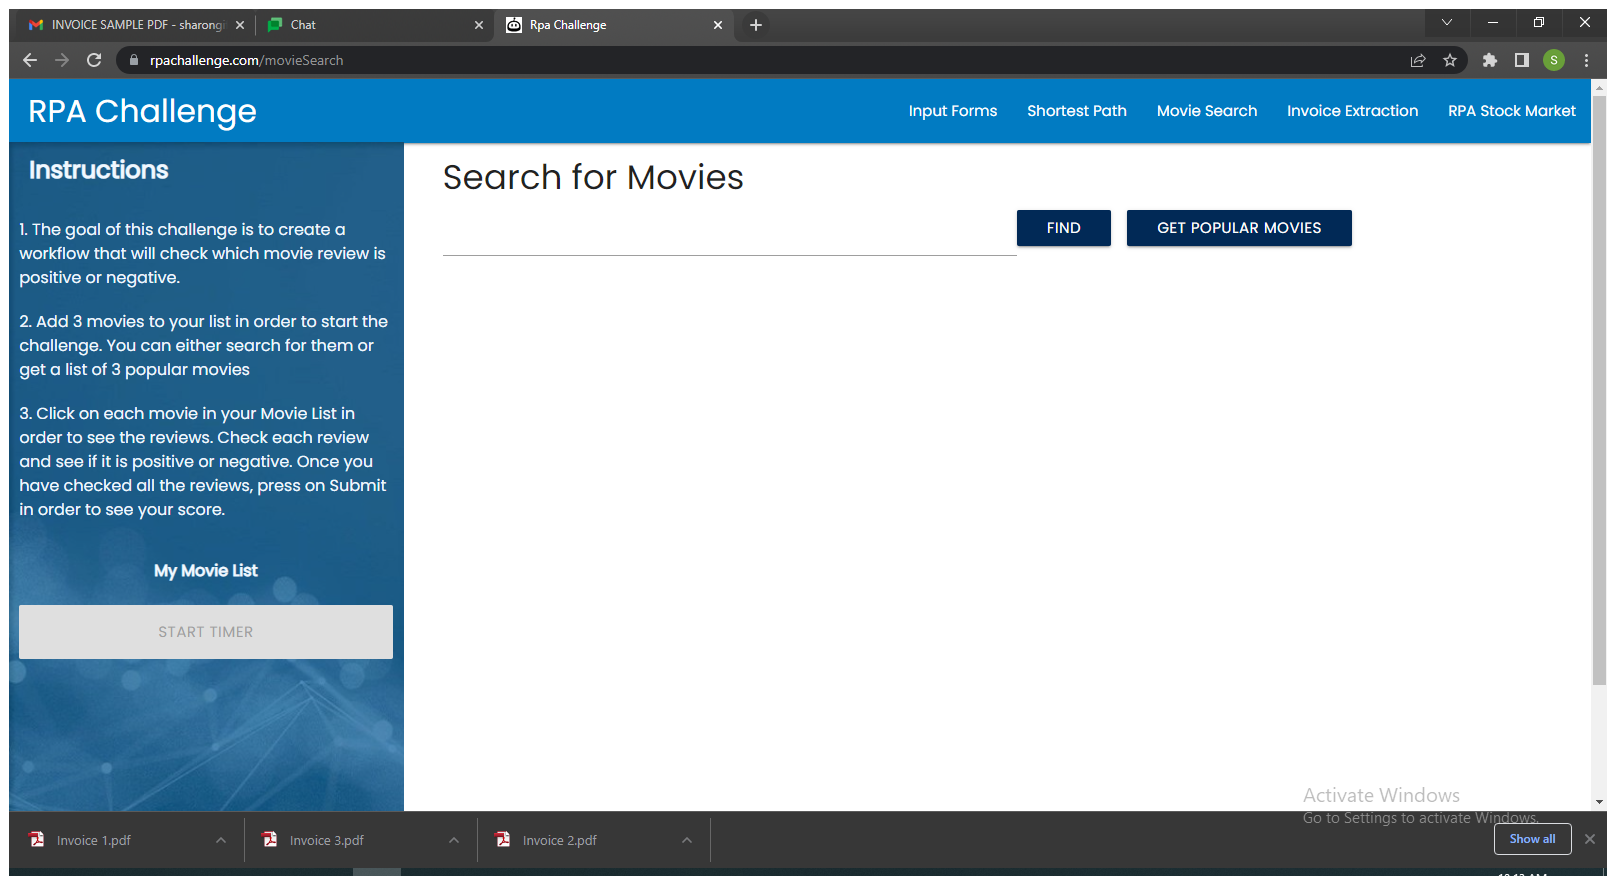 INVOICE SAMPLE PDF - sharong
Chat
Rpa Challenge
rpachallenge.com/movieSearch
S
RPA Challenge
Input Forms
Shortest Path
Movie Search
Invoice Extraction
RPA Stock Market
Instructions
1. The goal of this challenge is to create a
workflow that will check which movie review is
positive or negative.
2. Add 3 movies to your list in order to start the
challenge. You can either search for them or
get a list of 3 popular movies
3. Click on each movie in your Movie List in
order to see the reviews. Check each review
and see if it is positive or negative. Once you
have checked all the reviews, press on Submit
in order to see your score.
My Movie List
START TIMER
Search for Movies
FIND
GET POPULAR MOVIES
Activate Windows
Go to Settings to activate Windows.
Invoice 1.pdf
Invoice 3.pdf
Invoice 2.pdf
Show all